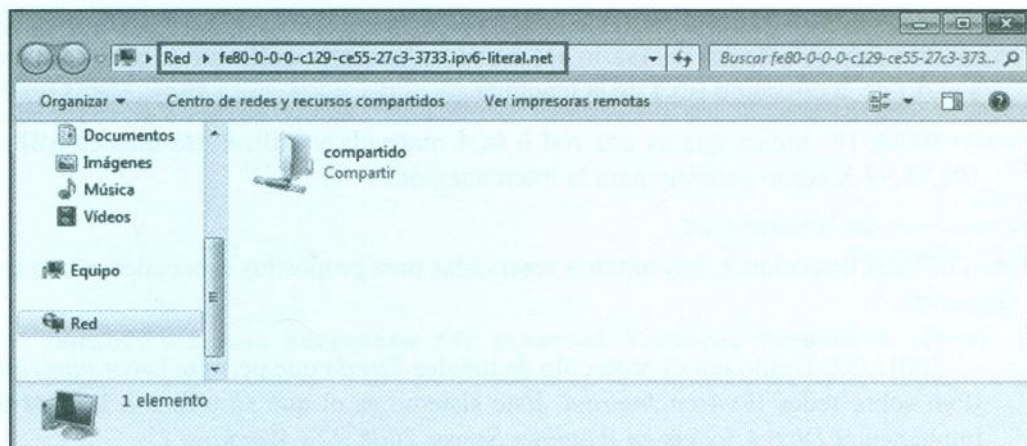 Red ▸ fe80-0-0-0-c129-ce55-27c3-3733.ipv6-literal.net
Buscar fe80-0-0-0-c129-ce55-27c3-373...
Organizar
Centro de redes y recursos compartidos
Ver impresoras remotas
Documentos
Imágenes
Música
Vídeos
Equipo
Red
compartido
Compartir
1 elemento